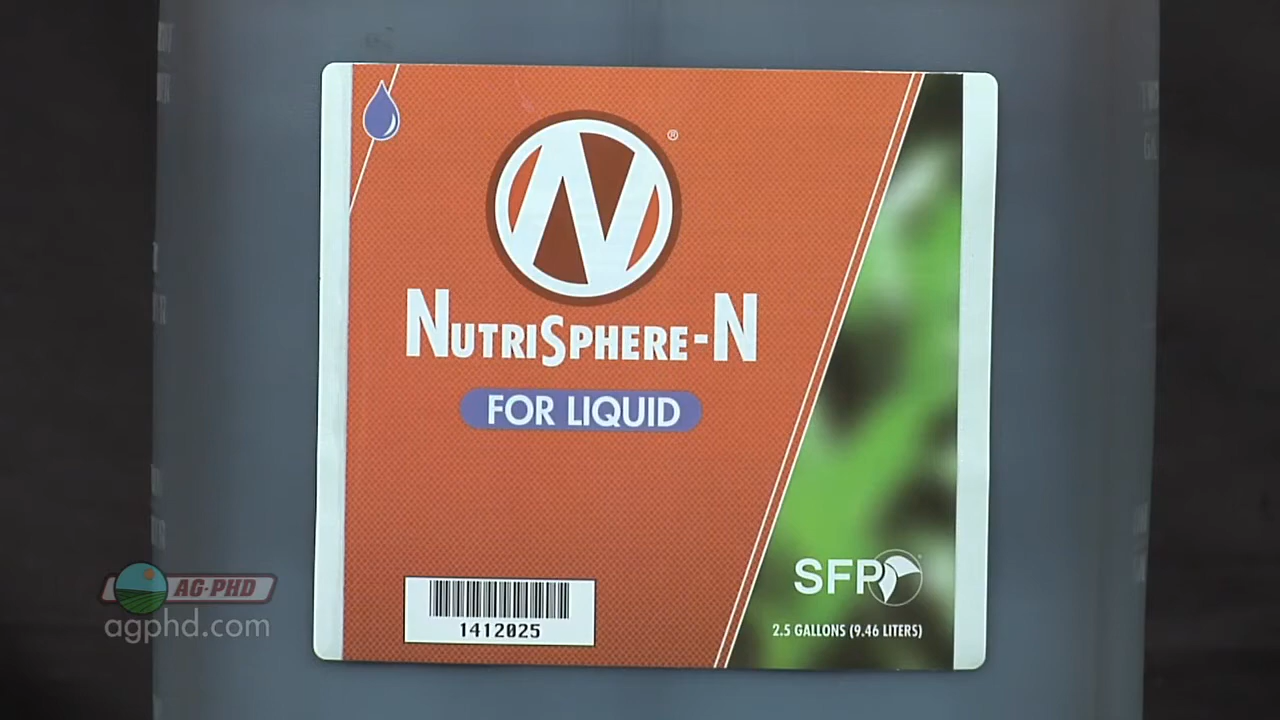 N
®
NUTRISPHERE-N
FOR LIQUID
1412025
SFP
2.5 GALLONS (9.46 LITERS)
AG·PHD
agphd.com